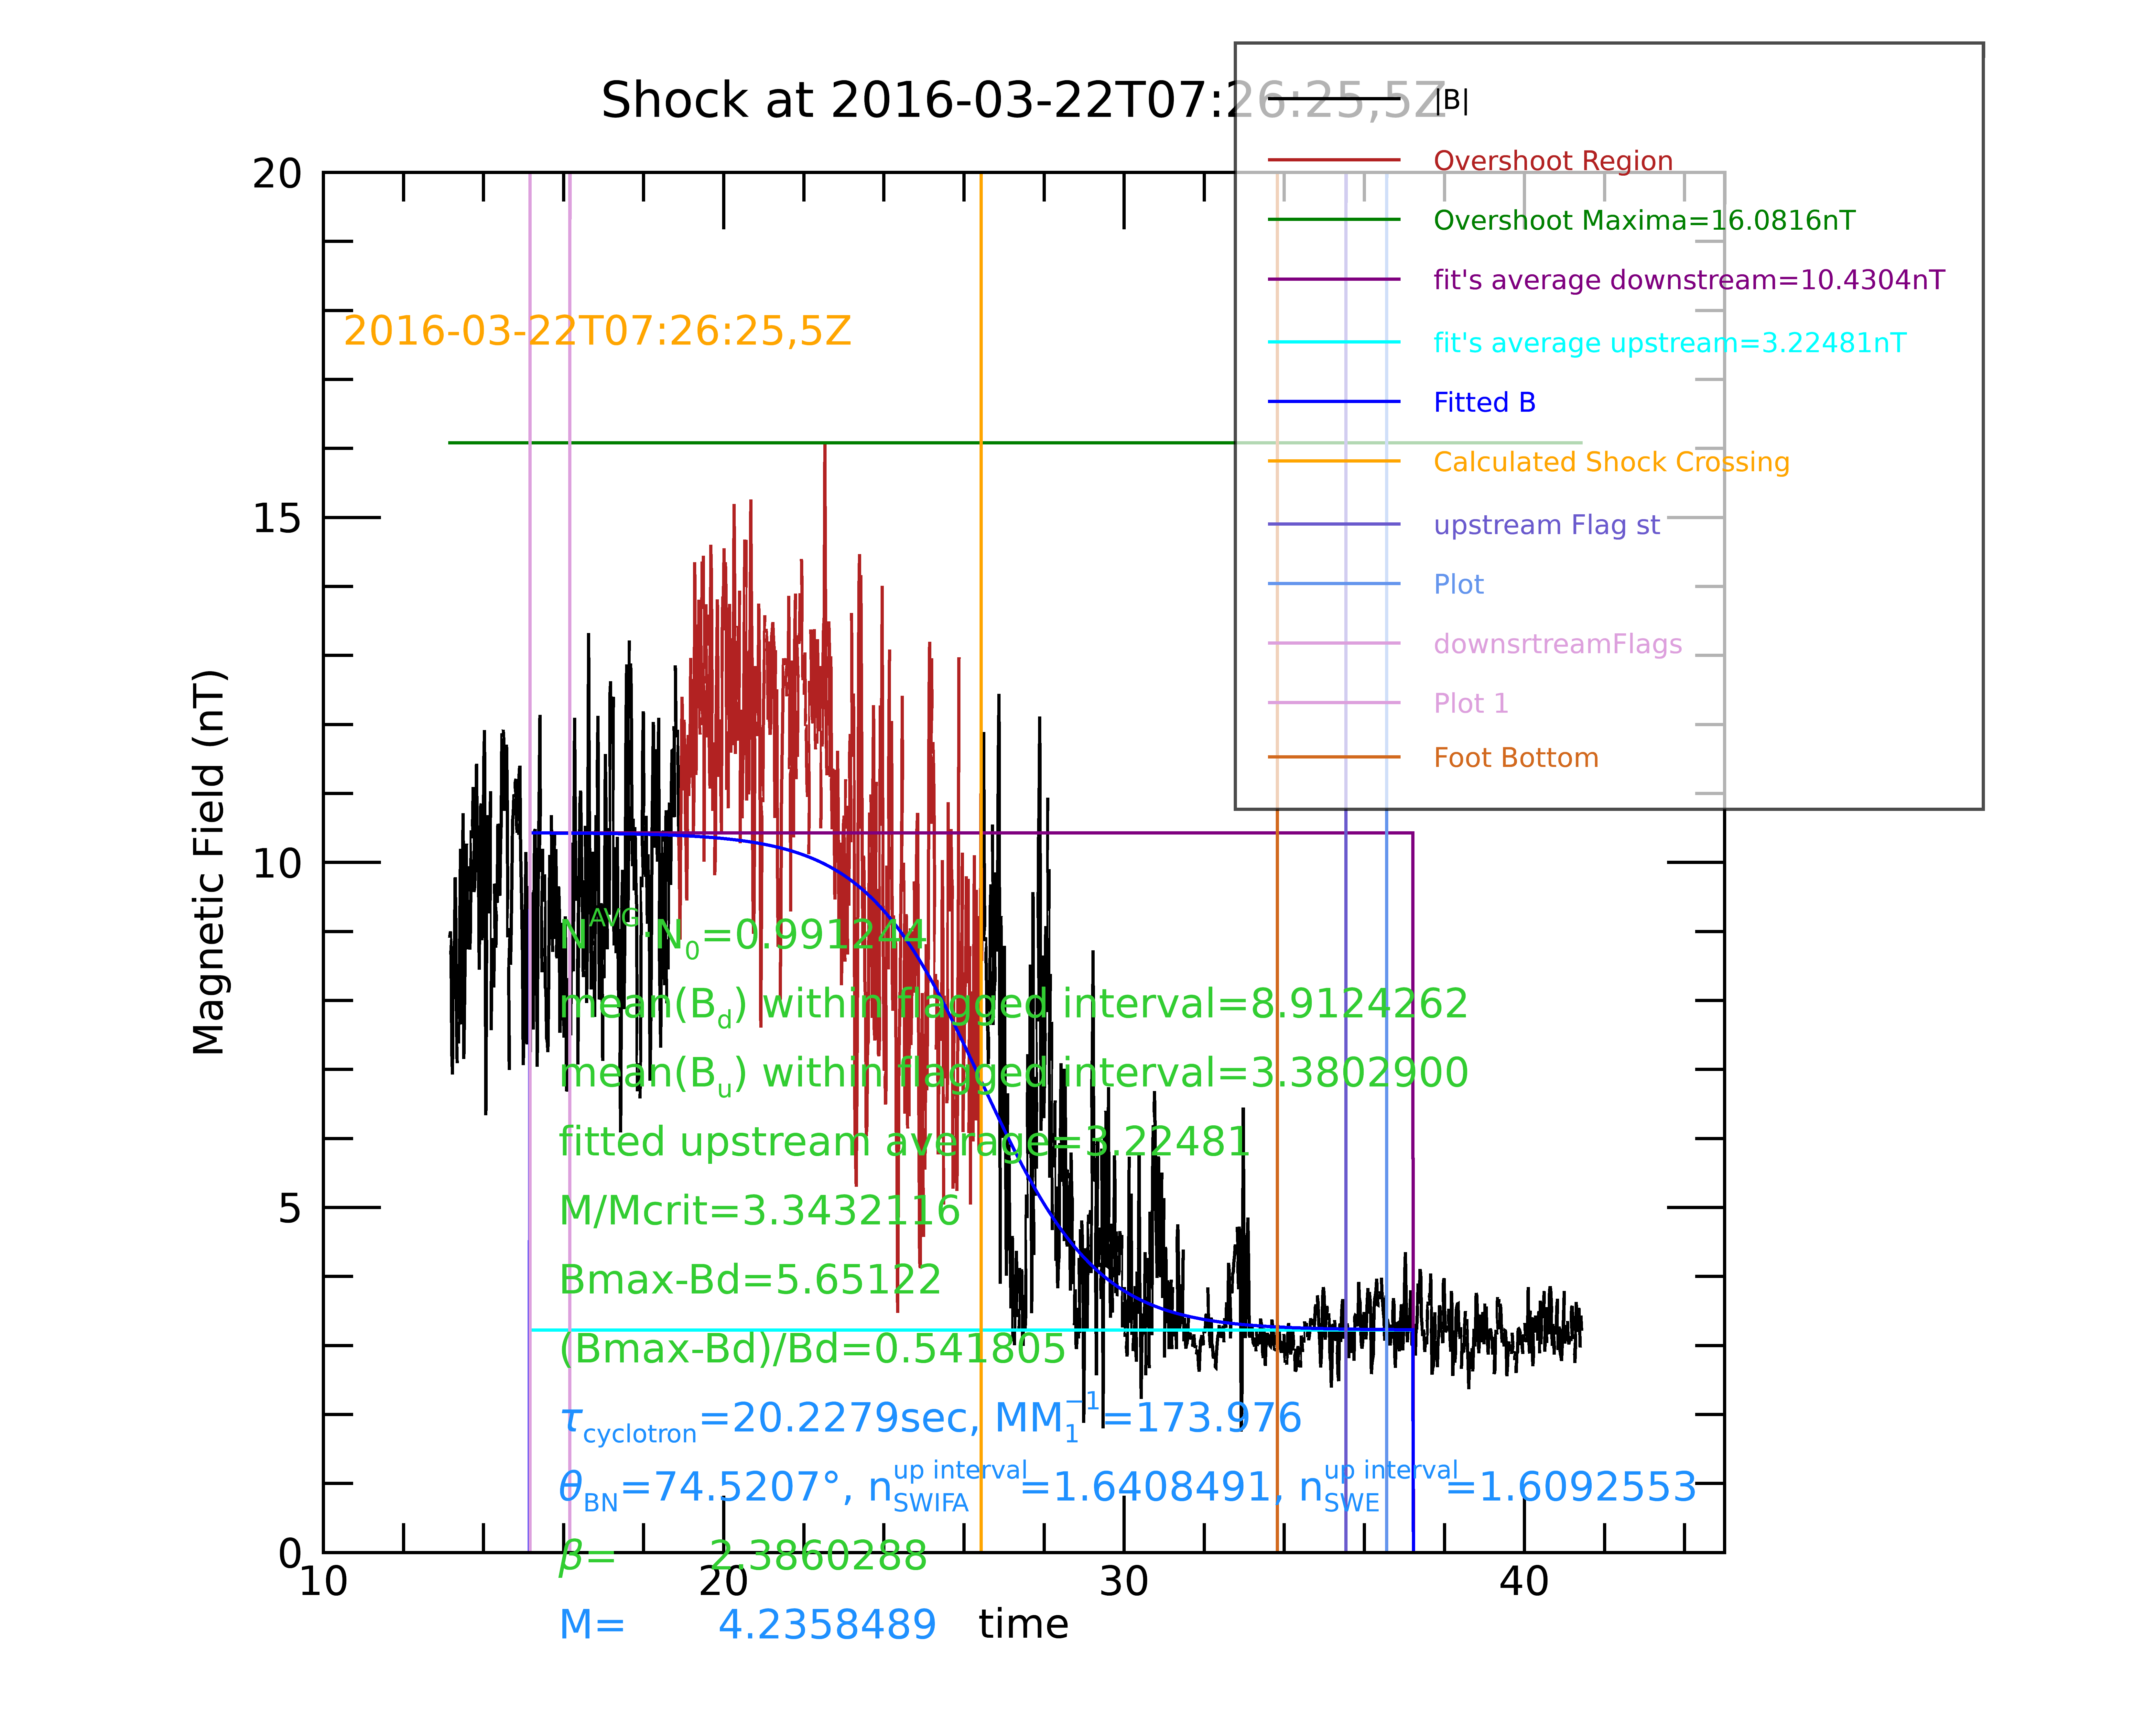 Shock at 2016-03-22T07:26:25,5Z
|B|
Overshoot Region
Overshoot Maxima=16.0816nT
fit's average downstream=10.4304nT
fit's average upstream=3.22481nT
Fitted B
Calculated Shock Crossing
upstream Flag st
Plot
downsrtreamFlags
Plot 1
Foot Bottom
2016-03-22T07:26:25,5Z
20
15
10
5
0
Magnetic Field (nT)
N^AVG·N_0=0.991244
mean(B_d) within flagged interval=8.9124262
mean(B_u) within flagged interval=3.3802900
fitted upstream average=3.22481
M/Mcrit=3.3432116
Bmax-Bd=5.65122
(Bmax-Bd)/Bd=0.541805
τ_cyclotron=20.2279sec, MM_1^−1=173.976
θ_BN=74.5207°, n_SWIFA^up interval=1.6408491, n_SWE^up interval=1.6092553
β= 2.3860288
10 20 30 40
M= 4.2358489
time